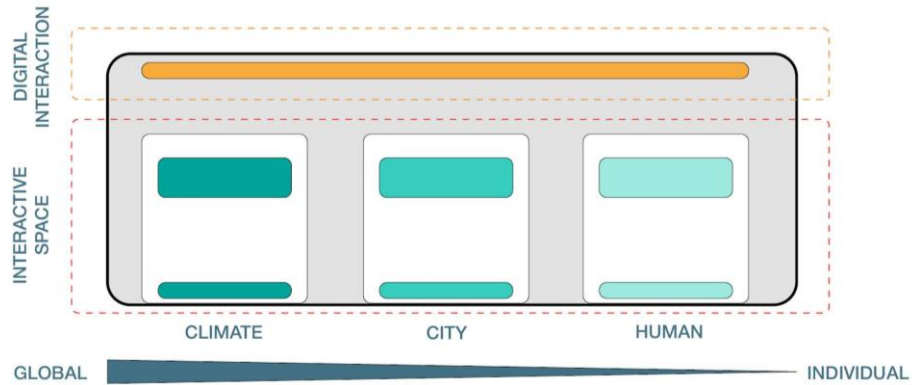 DIGITAL
INTERACTION
INTERACTIVE
SPACE
CLIMATE
CITY
HUMAN
GLOBAL
INDIVIDUAL